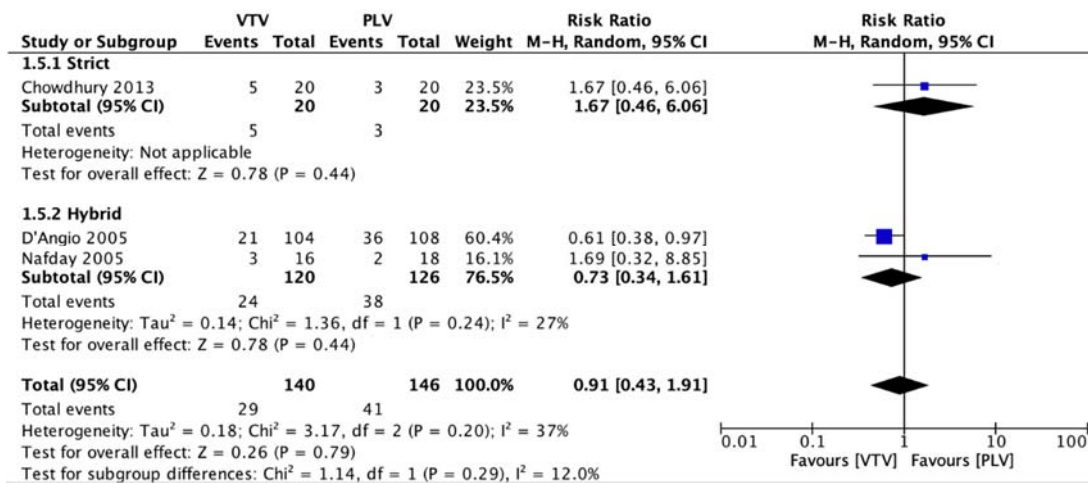 VTV PLV Risk Ratio Risk Ratio
Study or Subgroup Events Total Events Total Weight M-H, Random, 95% CI M-H, Random, 95% CI
1.5.1 Strict
Chowdhury 2013 5 20 3 20 23.5% 1.67 [0.46, 6.06]
Subtotal (95% CI) 20 20 23.5% 1.67 [0.46, 6.06]
Total events 5 3
Heterogeneity: Not applicable
Test for overall effect: Z = 0.78 (P = 0.44)
1.5.2 Hybrid
D'Angio 2005 21 104 36 108 60.4% 0.61 [0.38, 0.97]
Nafday 2005 3 16 2 18 16.1% 1.69 [0.32, 8.85]
Subtotal (95% CI) 120 126 76.5% 0.73 [0.34, 1.61]
Total events 24 38
Heterogeneity: Tau² = 0.14; Chi² = 1.36, df = 1 (P = 0.24); I² = 27%
Test for overall effect: Z = 0.78 (P = 0.44)
Total (95% CI) 140 146 100.0% 0.91 [0.43, 1.91]
Total events 29 41
Heterogeneity: Tau² = 0.18; Chi² = 3.17, df = 2 (P = 0.20); I² = 37%
Test for overall effect: Z = 0.26 (P = 0.79)
Test for subgroup differences: Chi² = 1.14, df = 1 (P = 0.29), I² = 12.0%
0.01 0.1 1 10 100
Favours [VTV] Favours [PLV]